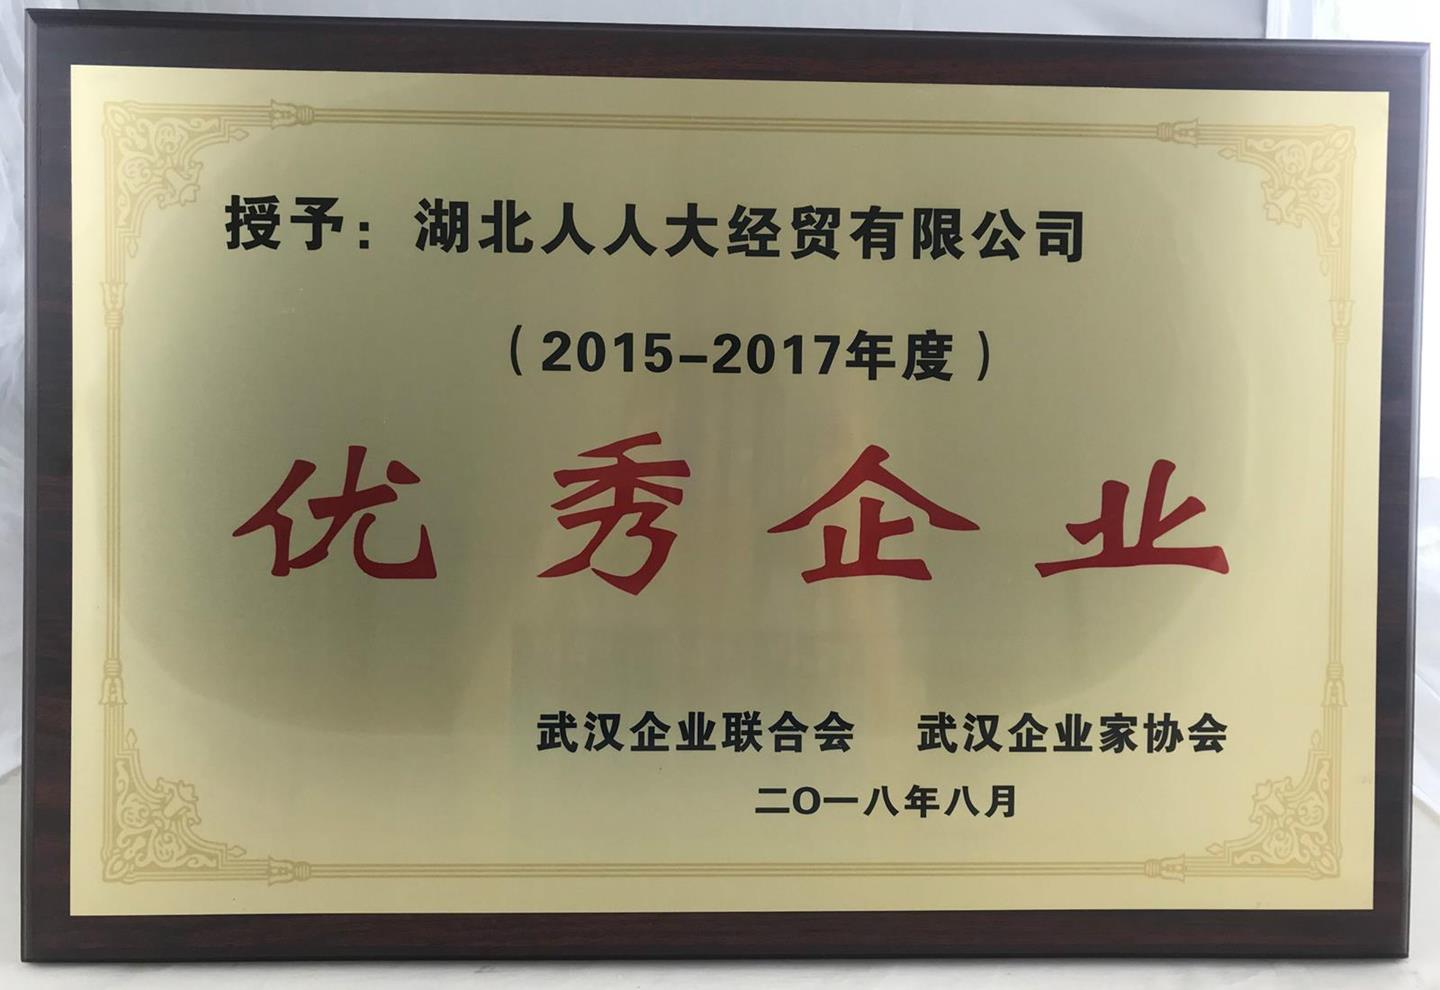 授予：湖北人人大经贸有限公司
（2015-2017年度）
优秀企业
武汉企业联合会 武汉企业家协会
二O一八年八月